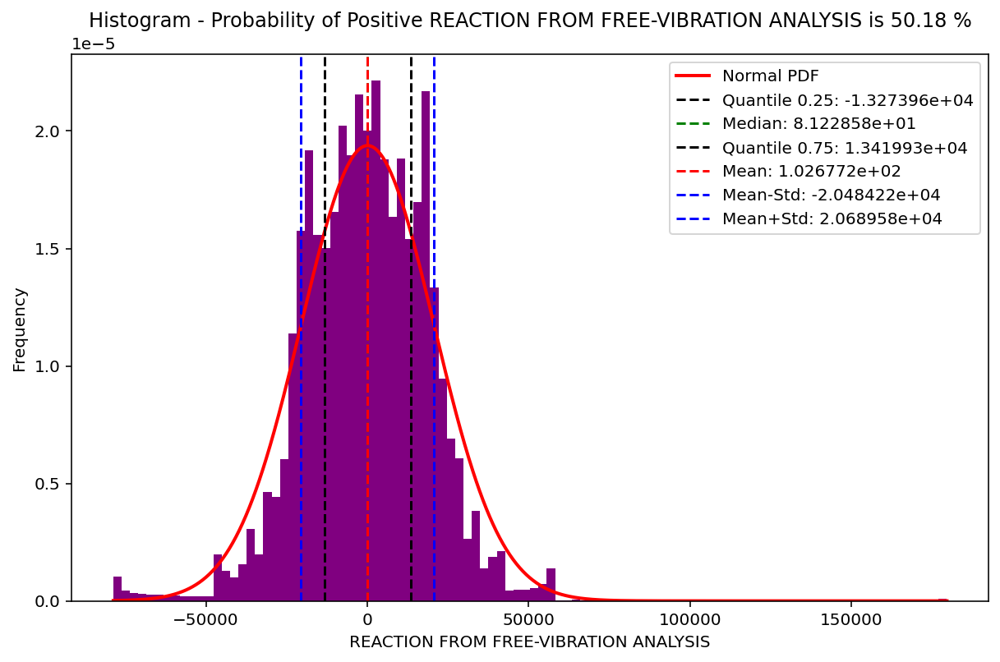 Histogram - Probability of Positive REACTION FROM FREE-VIBRATION ANALYSIS is 50.18 %
1e−5
Normal PDF
Quantile 0.25: -1.327396e+04
Median: 8.122858e+01
Quantile 0.75: 1.341993e+04
Mean: 1.026772e+02
Mean-Std: -2.048422e+04
Mean+Std: 2.068958e+04
Frequency
2.0
1.5
1.0
0.5
0.0
−50000 0 50000 100000 150000
REACTION FROM FREE-VIBRATION ANALYSIS